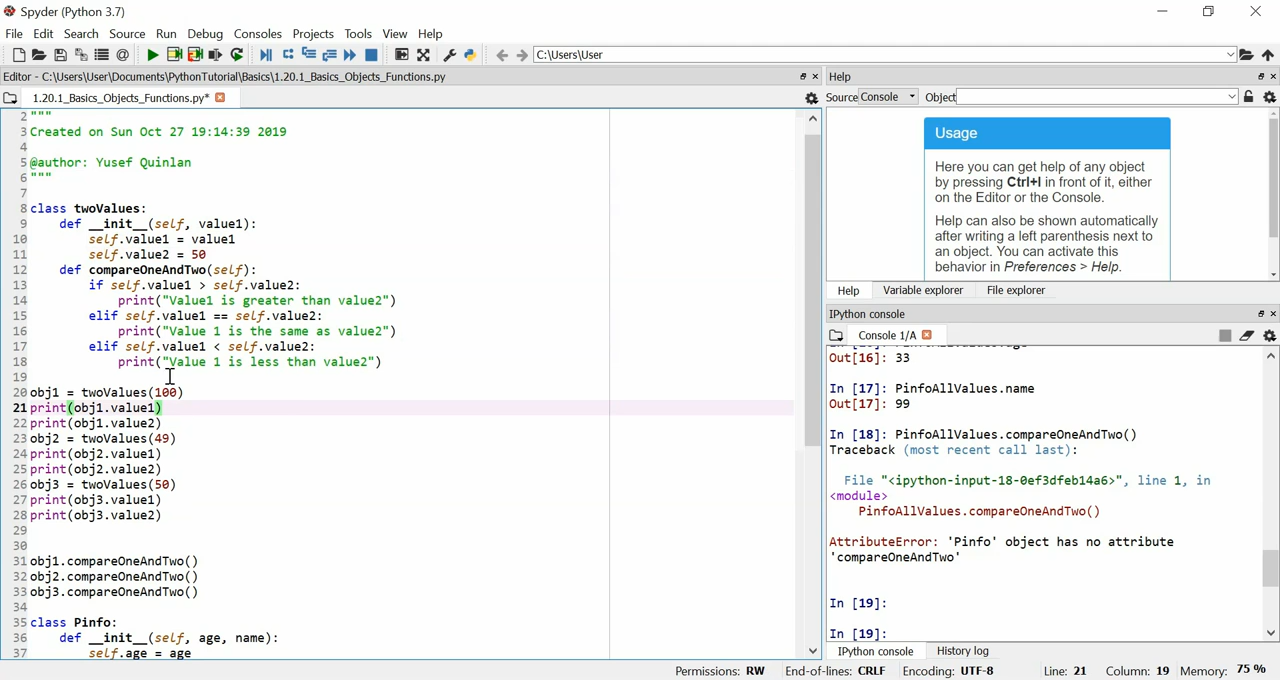 Spyder (Python 3.7)
File Edit Search Source Run Debug Consoles Projects Tools View Help
C:\Users\User
Editor - C:\Users\User\Documents\PythonTutorial\Basics\1.20.1_Basics_Objects_Functions.py
1.20.1_Basics_Objects_Functions.py*
2 """
3 Created on Sun Oct 27 19:14:39 2019
4
5 @author: Yusef Quinlan
6 """
7
8 class twoValues:
9     def __init__(self, value1):
10         self.value1 = value1
11         self.value2 = 50
12     def compareOneAndTwo(self):
13         if self.value1 > self.value2:
14             print("Value1 is greater than value2")
15         elif self.value1 == self.value2:
16             print("Value 1 is the same as value2")
17         elif self.value1 < self.value2:
18             print("Value 1 is less than value2")
19
20 obj1 = twoValues(100)
21 print(obj1.value1)
22 print(obj1.value2)
23 obj2 = twoValues(49)
24 print(obj2.value1)
25 print(obj2.value2)
26 obj3 = twoValues(50)
27 print(obj3.value1)
28 print(obj3.value2)
29
30
31 obj1.compareOneAndTwo()
32 obj2.compareOneAndTwo()
33 obj3.compareOneAndTwo()
34
35 class Pinfo:
36     def __init__(self, age, name):
37         self.age = age
Help
Source Console Object
Usage
Here you can get help of any object
by pressing Ctrl+I in front of it, either
on the Editor or the Console.
Help can also be shown automatically
after writing a left parenthesis next to
an object. You can activate this
behavior in Preferences > Help.
Help Variable explorer File explorer
IPython console
Console 1/A
Out[16]: 33
In [17]: PinfoAllValues.name
Out[17]: 99
In [18]: PinfoAllValues.compareOneAndTwo()
Traceback (most recent call last):
File "<ipython-input-18-0ef3dfeb14a6>", line 1, in
<module>
PinfoAllValues.compareOneAndTwo()
AttributeError: 'Pinfo' object has no attribute
'compareOneAndTwo'
In [19]:
In [19]:
IPython console History log
Permissions: RW End-of-lines: CRLF Encoding: UTF-8 Line: 21 Column: 19 Memory: 75 %